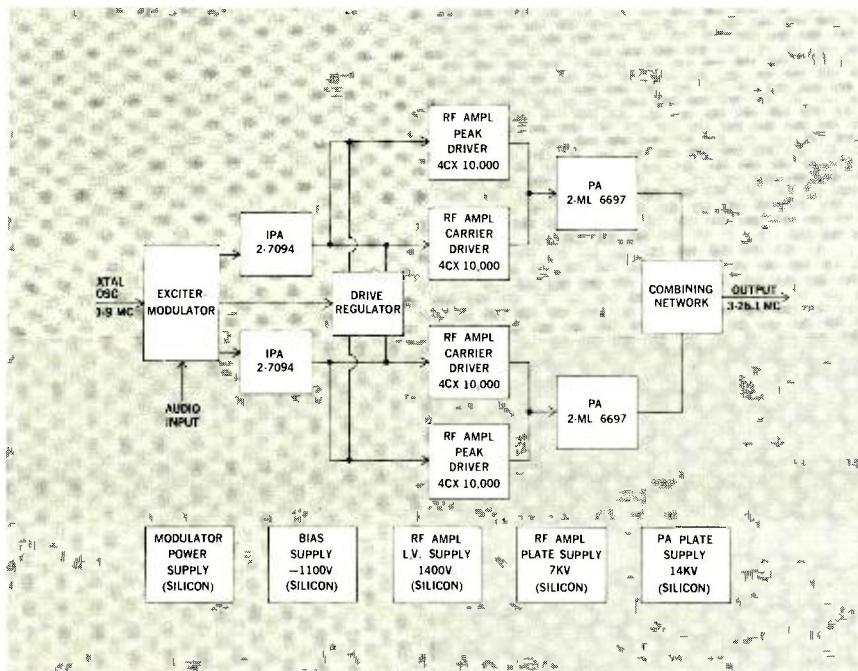 RF AMPL
PEAK
DRIVER
4CX 10,000
PA
2-ML 6697
IPA
2-7094
RF AMPL
CARRIER
DRIVER
4CX 10,000
XTAL
OSC
3-9 MC
EXCITER-
MODULATOR
DRIVE
REGULATOR
COMBINING
NETWORK
OUTPUT
3-26.1 MC
IPA
2-7094
RF AMPL
CARRIER
DRIVER
4CX 10,000
AUDIO
INPUT
PA
2-ML 6697
RF AMPL
PEAK
DRIVER
4CX 10,000
MODULATOR
POWER
SUPPLY
(SILICON)
BIAS
SUPPLY
—1100V
(SILICON)
RF AMPL
L.V. SUPPLY
1400V
(SILICON)
RF AMPL
PLATE SUPPLY
7KV
(SILICON)
PA PLATE
SUPPLY
14KV
(SILICON)